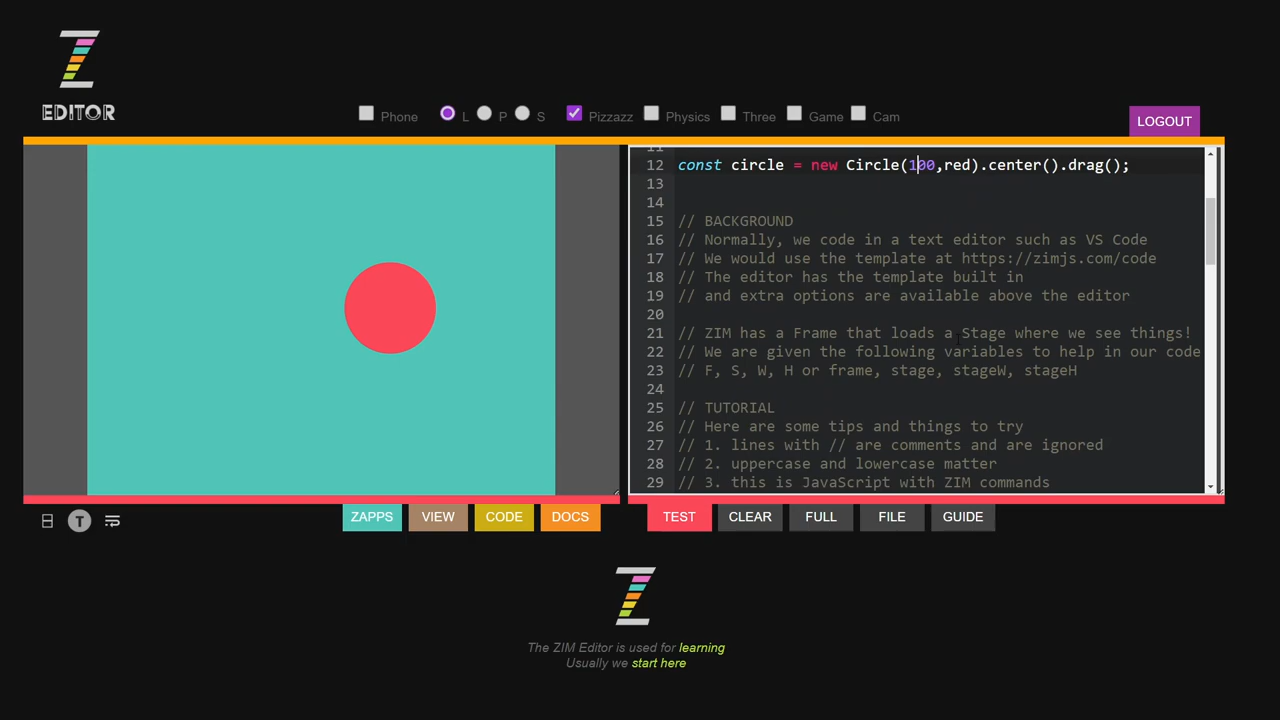 EDITOR
Phone L P S Pizzazz Physics Three Game Cam
LOGOUT
11
12 const circle = new Circle(100,red).center().drag();
13
14
15 // BACKGROUND
16 // Normally, we code in a text editor such as VS Code
17 // We would use the template at https://zimjs.com/code
18 // The editor has the template built in
19 // and extra options are available above the editor
20
21 // ZIM has a Frame that loads a Stage where we see things!
22 // We are given the following variables to help in our code
23 // F, S, W, H or frame, stage, stageW, stageH
24
25 // TUTORIAL
26 // Here are some tips and things to try
27 // 1. lines with // are comments and are ignored
28 // 2. uppercase and lowercase matter
29 // 3. this is JavaScript with ZIM commands
T
ZAPPS VIEW CODE DOCS
TEST CLEAR FULL FILE GUIDE
The ZIM Editor is used for learning
Usually we start here